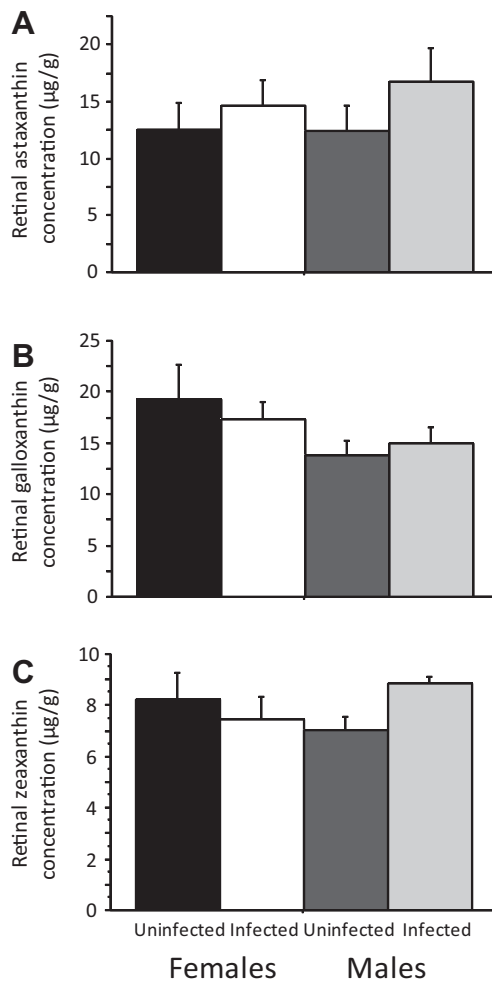 A
Retinal astaxanthin
concentration (µg/g)
20
15
10
5
0
B
Retinal galloxanthin
concentration (µg/g)
25
20
15
10
5
0
C
Retinal zeaxanthin
concentration (µg/g)
10
8
6
4
2
0
Uninfected Infected Uninfected Infected
Females Males